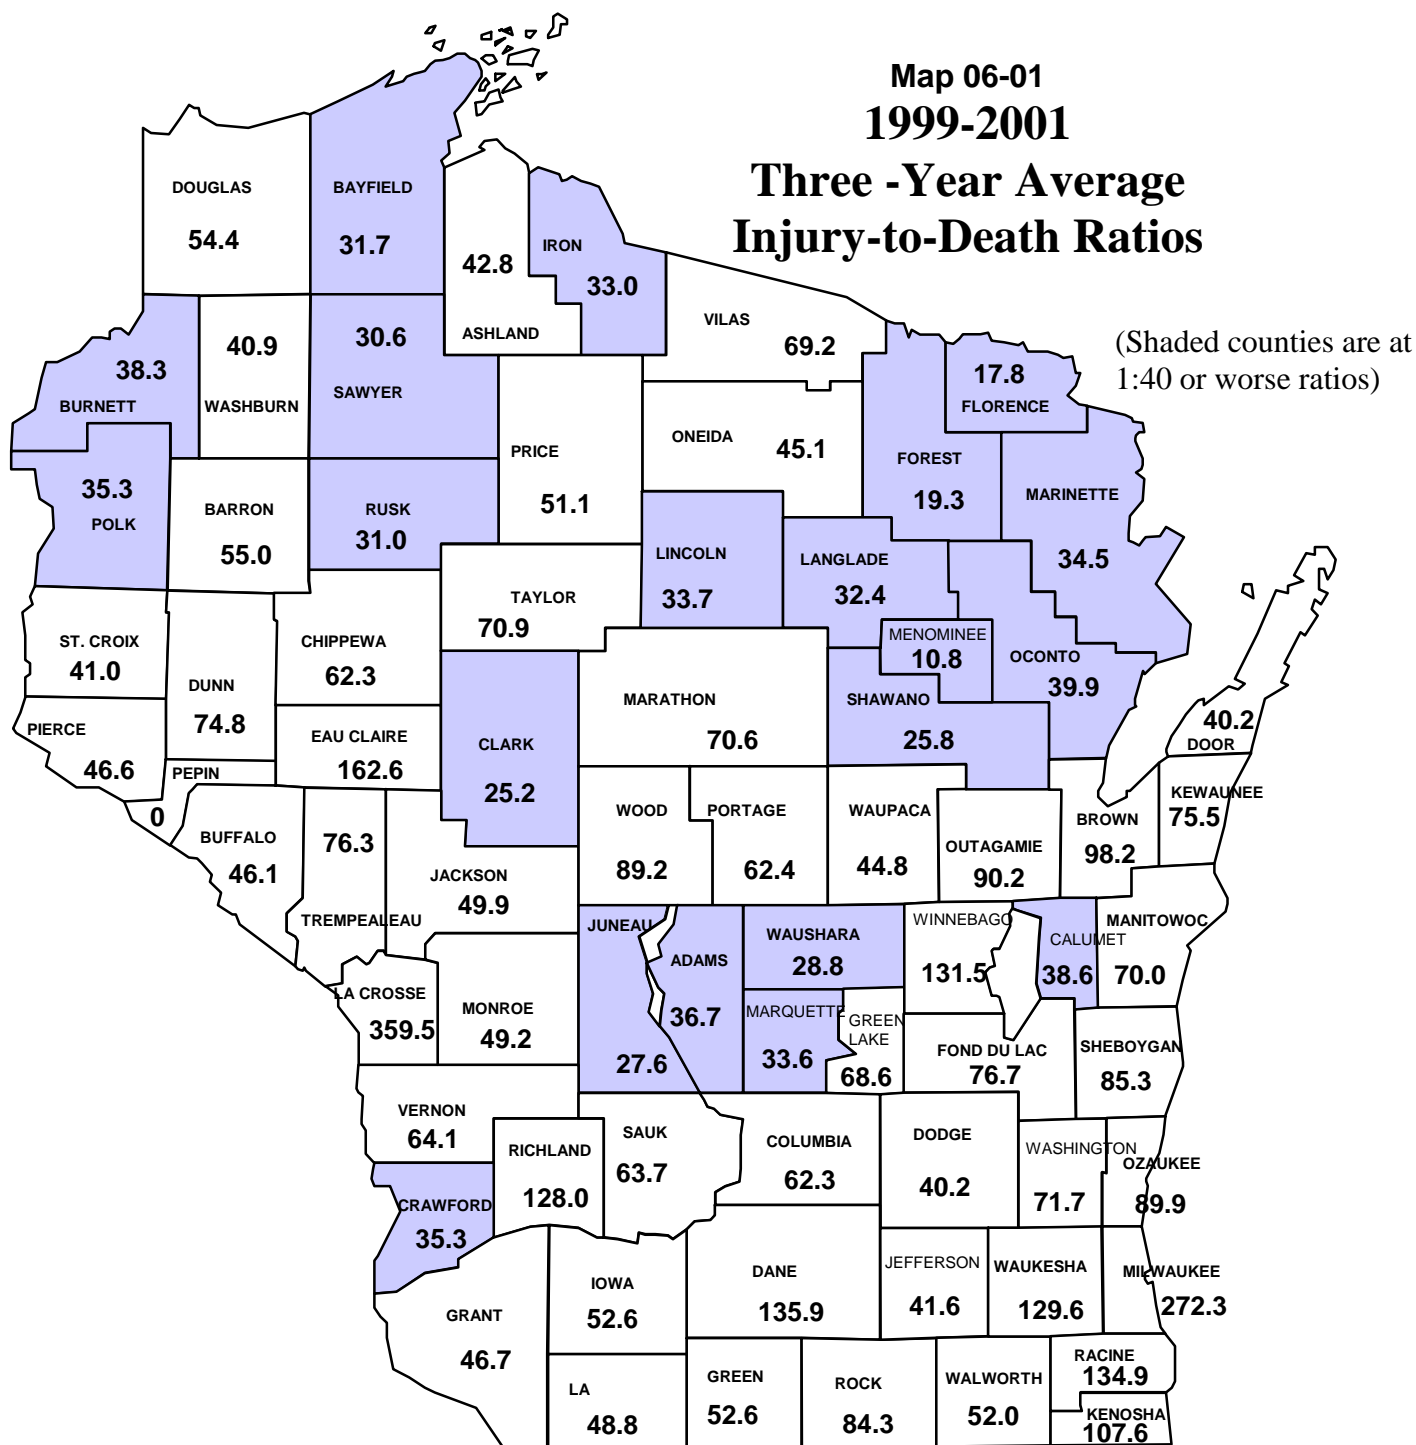 Map 06-01
1999-2001
Three -Year Average
Injury-to-Death Ratios
(Shaded counties are at
1:40 or worse ratios)
DOUGLAS
54.4
BAYFIELD
31.7
42.8
ASHLAND
IRON
33.0
VILAS
69.2
38.3
BURNETT
40.9
WASHBURN
30.6
SAWYER
17.8
FLORENCE
PRICE
51.1
ONEIDA
45.1
FOREST
19.3
MARINETTE
34.5
35.3
POLK
BARRON
55.0
RUSK
31.0
LINCOLN
33.7
LANGLADE
32.4
TAYLOR
70.9
ST. CROIX
41.0
CHIPPEWA
62.3
MENOMINEE
10.8
OCONTO
39.9
DUNN
74.8
MARATHON
70.6
SHAWANO
25.8
40.2
DOOR
PIERCE
46.6
EAU CLAIRE
162.6
CLARK
25.2
PEPIN
0
KEWAUNEE
75.5
BUFFALO
46.1
76.3
TREMPEALEAU
WOOD
89.2
PORTAGE
62.4
WAUPACA
44.8
OUTAGAMIE
90.2
BROWN
98.2
JACKSON
49.9
JUNEAU
27.6
ADAMS
36.7
WAUSHARA
28.8
WINNEBAGO
131.5
CALUMET
38.6
MANITOWOC
70.0
LA CROSSE
359.5
MONROE
49.2
MARQUETTE
33.6
GREEN
LAKE
68.6
FOND DU LAC
76.7
SHEBOYGAN
85.3
VERNON
64.1
RICHLAND
128.0
SAUK
63.7
COLUMBIA
62.3
DODGE
40.2
WASHINGTON
71.7
OZAUKEE
89.9
CRAWFORD
35.3
IOWA
52.6
DANE
135.9
JEFFERSON
41.6
WAUKESHA
129.6
MILWAUKEE
272.3
GRANT
46.7
LA
48.8
GREEN
52.6
ROCK
84.3
WALWORTH
52.0
RACINE
134.9
KENOSHA
107.6